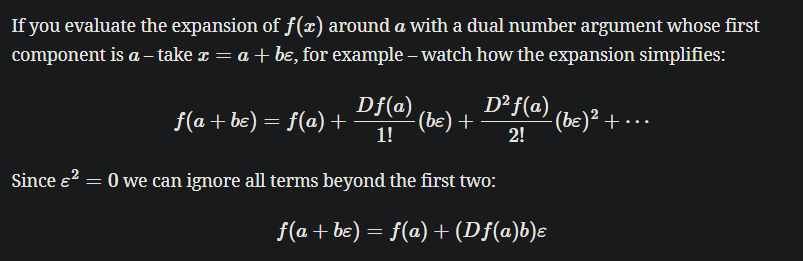 If you evaluate the expansion of f(x) around a with a dual number argument whose first
component is a – take x = a + bε, for example – watch how the expansion simplifies:
f(a + bε) = f(a) + Df(a)/1! (bε) + D²f(a)/2! (bε)² + ⋯
Since ε² = 0 we can ignore all terms beyond the first two:
f(a + bε) = f(a) + (Df(a)b)ε